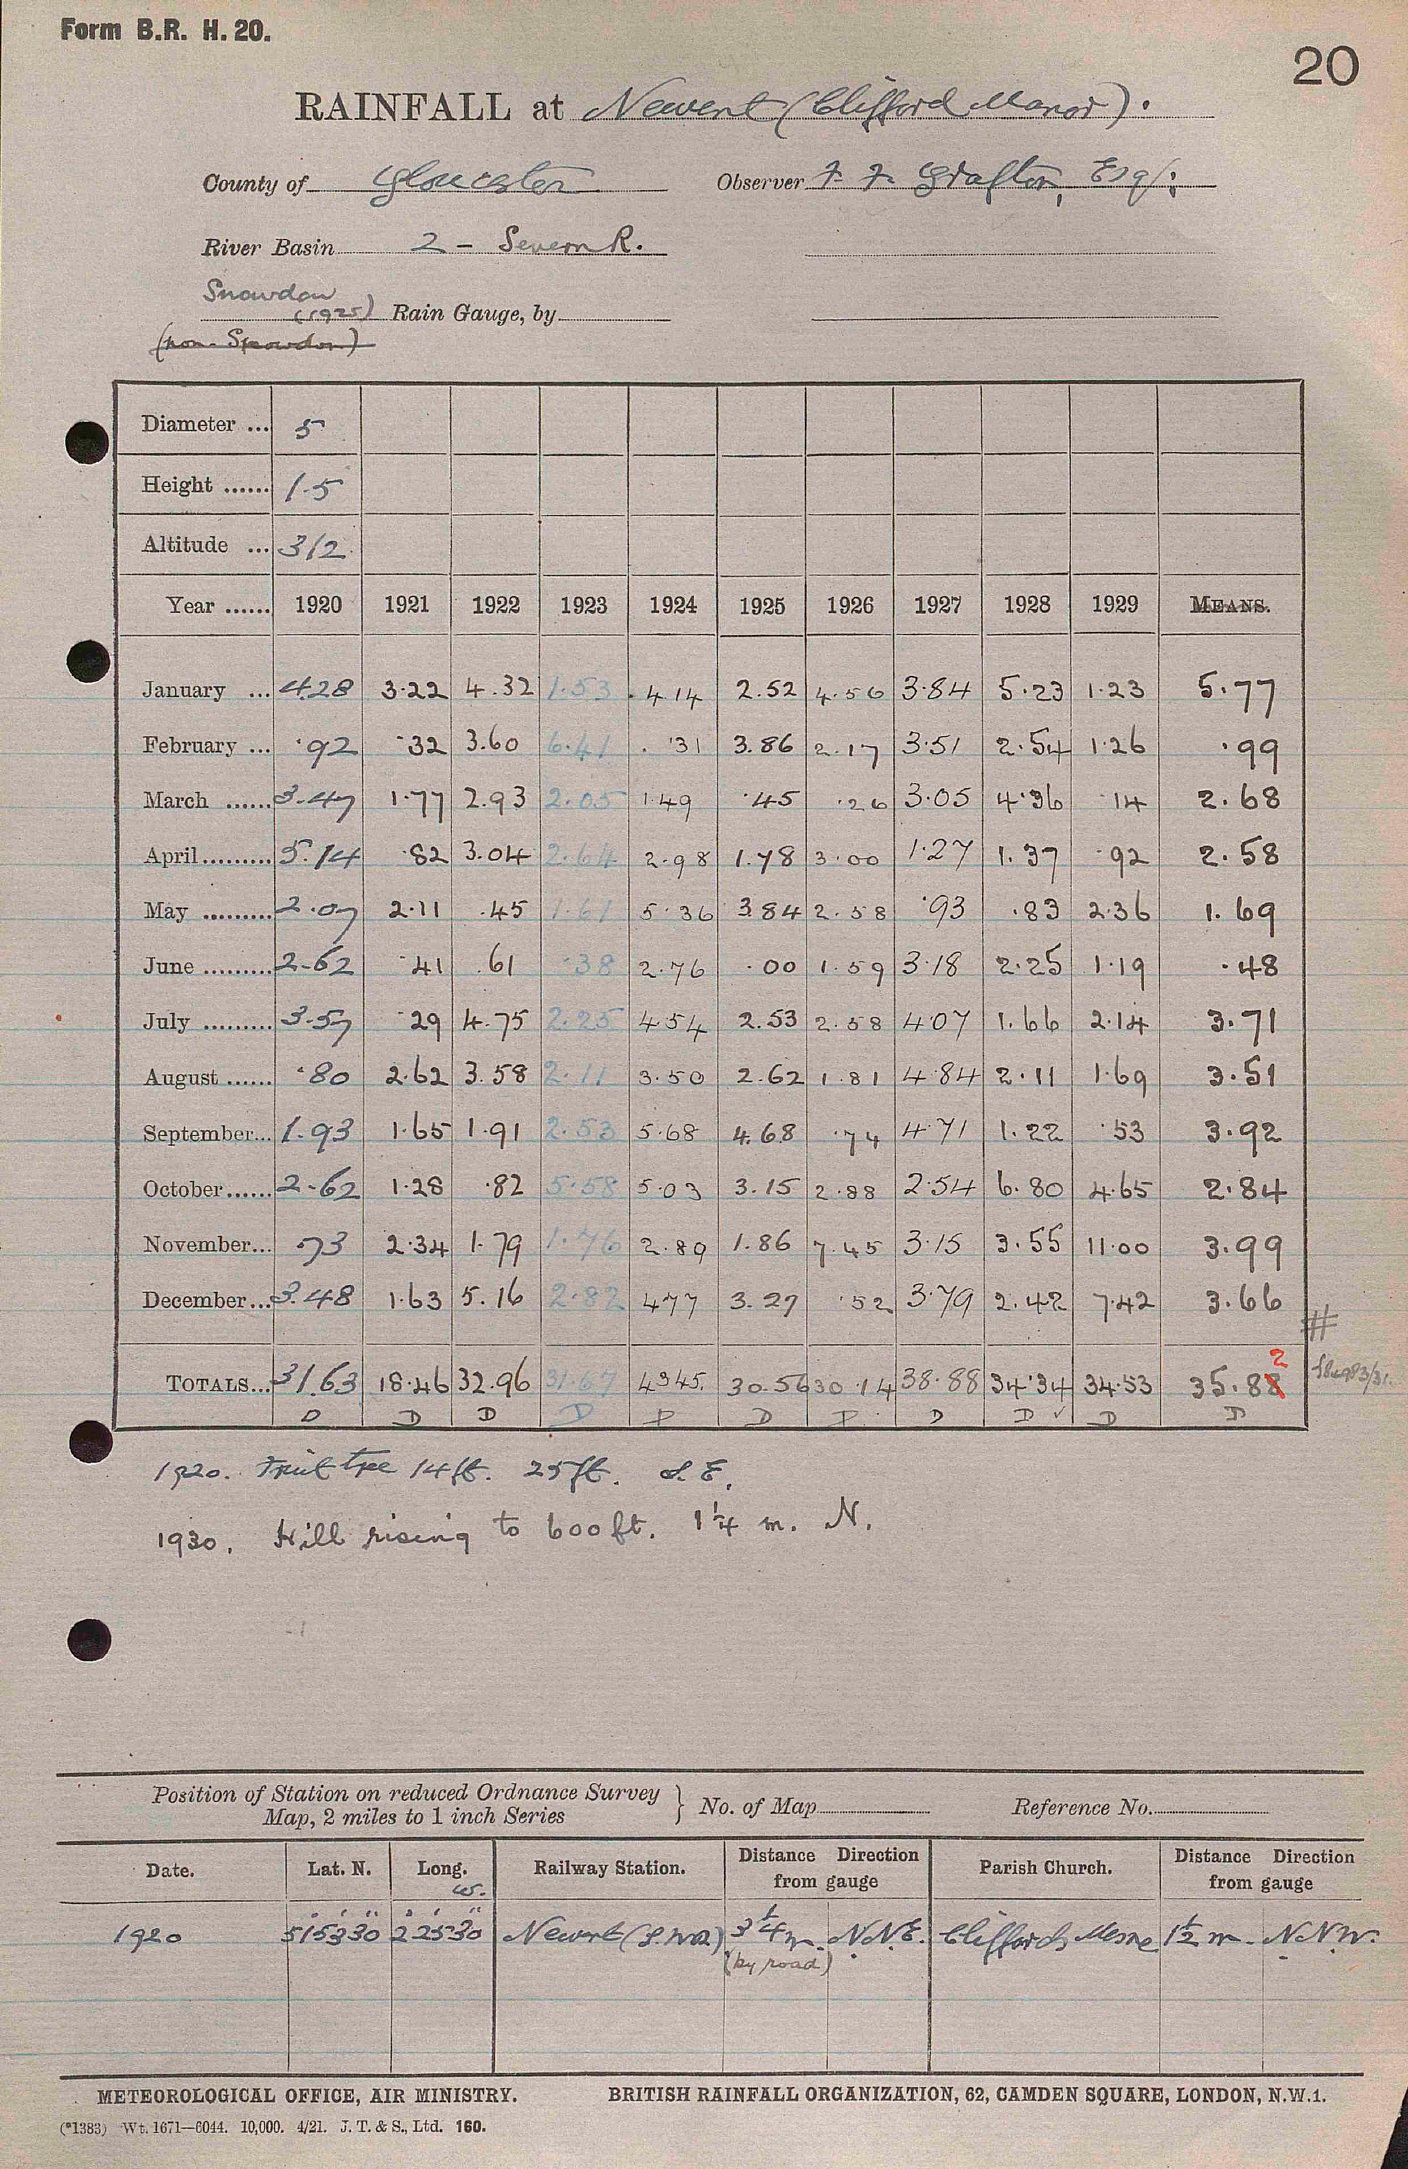 Form B.R. H. 20.
20
RAINFALL at Newent (Clifford Manor).
County of Gloucester Observer F. F. Grafton, Esq;
River Basin 2 - Severn R.
Snowdon
(1925) Rain Gauge, by
(non-Snowdon)
Diameter ... 5
Height ...... 1.5
Altitude ... 312
Year ...... 1920 1921 1922 1923 1924 1925 1926 1927 1928 1929 MEANS.
January ... 4.28 3.22 4.32 1.53 4.14 2.52 4.56 3.84 5.23 1.23 5.77
February ... .92 .32 3.60 6.41 .31 3.86 2.17 3.51 2.54 1.26 .99
March ...... 3.47 1.77 2.93 2.05 1.49 .45 .26 3.05 4.36 .14 2.68
April......... 5.14 .82 3.04 2.64 2.98 1.78 3.00 1.27 1.37 .92 2.58
May ......... 2.07 2.11 .45 1.61 5.36 3.84 2.58 .93 .83 2.36 1.69
June ......... 2.62 .41 .61 .38 2.76 .00 1.59 3.18 2.25 1.19 .48
July ......... 3.57 .29 4.75 2.25 4.54 2.53 2.58 4.07 1.66 2.14 3.71
August ...... .80 2.62 3.58 2.11 3.50 2.62 1.81 4.84 2.11 1.69 3.51
September... 1.93 1.65 1.91 2.53 5.68 4.68 .74 4.71 1.22 .53 3.92
October...... 2.62 1.28 .82 5.58 5.03 3.15 2.88 2.54 6.80 4.65 2.84
November... .73 2.34 1.79 1.76 2.89 1.86 7.45 3.15 3.55 11.00 3.99
December... 3.48 1.63 5.16 2.82 4.77 3.27 .52 3.79 2.42 7.42 3.66
#
2
TOTALS... 31.63 18.46 32.96 31.67 43.45. 30.56 30.14 38.88 34.34 34.53 35.88
D D D D D D D D D ✓ D D
1920. Fruit tree 14ft. 25ft. S.E.
1930. Hill rising to 600ft. 1¼ m. N.
Position of Station on reduced Ordnance Survey
Map, 2 miles to 1 inch Series } No. of Map Reference No.
Date. Lat. N. Long. W. Railway Station. Distance Direction from gauge Parish Church. Distance Direction from gauge
1920 51° 53' 30" 2° 25' 30" Newent 3¼ m. N.N.E. Cliffords Mesne 1½ m. N.N.W.
(by road)
METEOROLOGICAL OFFICE, AIR MINISTRY. BRITISH RAINFALL ORGANIZATION, 62, CAMDEN SQUARE, LONDON, N.W.1.
(*1383) Wt. 1671—6044. 10,000. 4/21. J. T. & S., Ltd. 160.